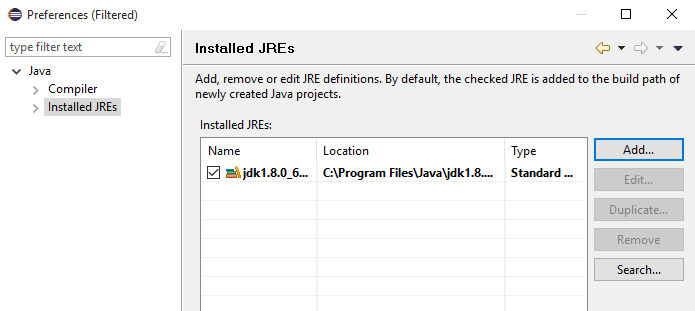 Preferences (Filtered)
type filter text
Java
Compiler
Installed JREs
Installed JREs
Add, remove or edit JRE definitions. By default, the checked JRE is added to the build path of
newly created Java projects.
Installed JREs:
Name Location Type
jdk1.8.0_6... C:\Program Files\Java\jdk1.8.... Standard ...
Add...
Edit...
Duplicate...
Remove
Search...